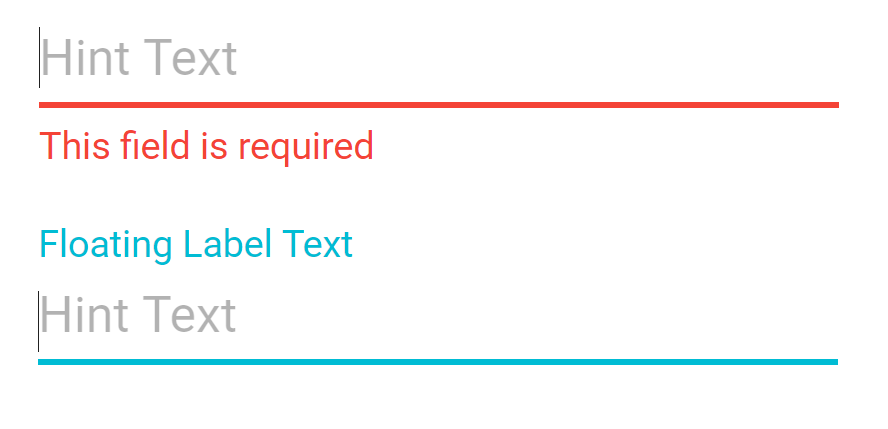 Hint Text
This field is required
Floating Label Text
Hint Text